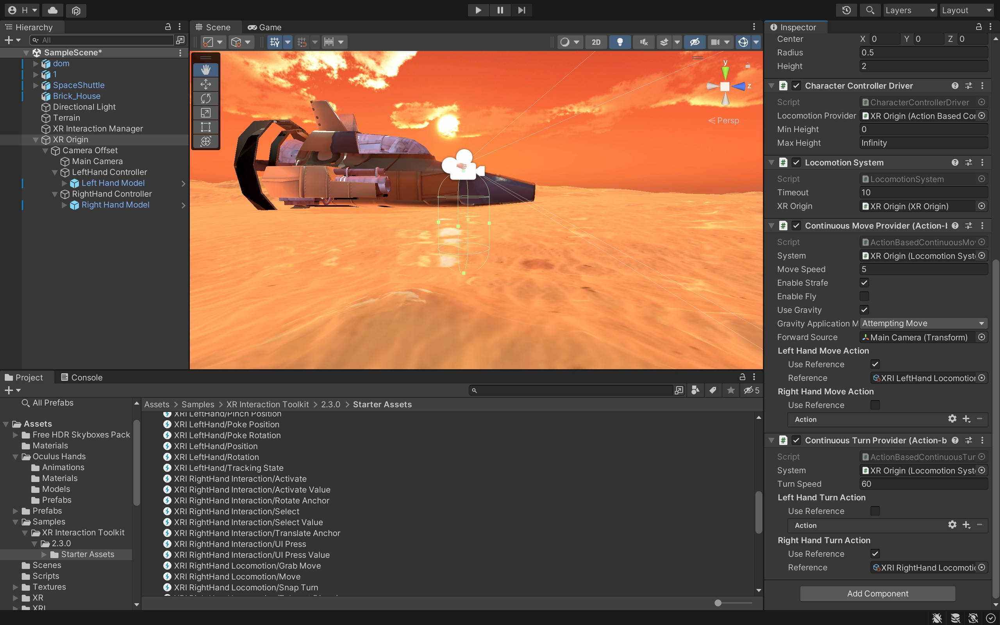 H
Layers
Layout
Hierarchy
All
SampleScene*
dom
1
SpaceShuttle
Brick_House
Directional Light
Terrain
XR Interaction Manager
XR Origin
Camera Offset
Main Camera
LeftHand Controller
Left Hand Model
RightHand Controller
Right Hand Model
Scene
Game
2D
y
z
Persp
Project
Console
5
All Prefabs
Assets
Free HDR Skyboxes Pack
Materials
Oculus Hands
Animations
Materials
Models
Prefabs
Prefabs
Samples
XR Interaction Toolkit
2.3.0
Starter Assets
Scenes
Scripts
Textures
XR
XRI
Assets > Samples > XR Interaction Toolkit > 2.3.0 > Starter Assets
XRI LeftHand/Pinch Position
XRI LeftHand/Poke Position
XRI LeftHand/Poke Rotation
XRI LeftHand/Position
XRI LeftHand/Rotation
XRI LeftHand/Tracking State
XRI RightHand Interaction/Activate
XRI RightHand Interaction/Activate Value
XRI RightHand Interaction/Rotate Anchor
XRI RightHand Interaction/Select
XRI RightHand Interaction/Select Value
XRI RightHand Interaction/Translate Anchor
XRI RightHand Interaction/UI Press
XRI RightHand Interaction/UI Press Value
XRI RightHand Locomotion/Grab Move
XRI RightHand Locomotion/Move
XRI RightHand Locomotion/Snap Turn
Inspector
Center X 0 Y 0 Z 0
Radius 0.5
Height 2
Character Controller Driver
Script CharacterControllerDriver
Locomotion Provider XR Origin (Action Based Cor
Min Height 0
Max Height Infinity
Locomotion System
Script LocomotionSystem
Timeout 10
XR Origin XR Origin (XR Origin)
Continuous Move Provider (Action-b
Script ActionBasedContinuousMov
System XR Origin (Locomotion Syste
Move Speed 5
Enable Strafe
Enable Fly
Use Gravity
Gravity Application M Attempting Move
Forward Source Main Camera (Transform)
Left Hand Move Action
Use Reference
Reference XRI LeftHand Locomotion
Right Hand Move Action
Use Reference
Action
Continuous Turn Provider (Action-b
Script ActionBasedContinuousTur
System XR Origin (Locomotion Syste
Turn Speed 60
Left Hand Turn Action
Use Reference
Action
Right Hand Turn Action
Use Reference
Reference XRI RightHand Locomotio
Add Component